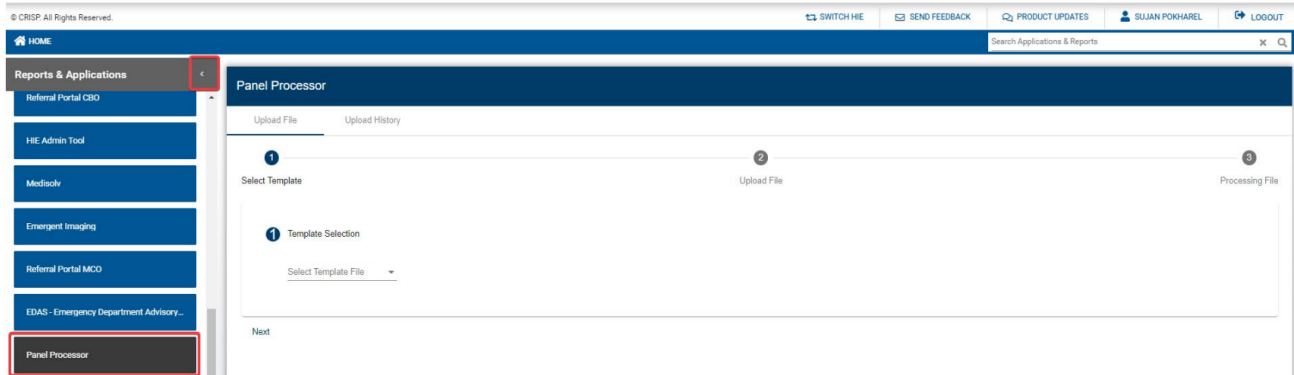 © CRISP. All Rights Reserved. SWITCH HIE SEND FEEDBACK PRODUCT UPDATES SUJAN POKHAREL LOGOUT
HOME Search Applications & Reports
Reports & Applications
Referral Portal CBO
HIE Admin Tool
Medisolv
Emergent Imaging
Referral Portal MCO
EDAS - Emergency Department Advisory...
Panel Processor
Panel Processor
Upload File Upload History
1 2 3
Select Template Upload File Processing File
1 Template Selection
Select Template File
Next